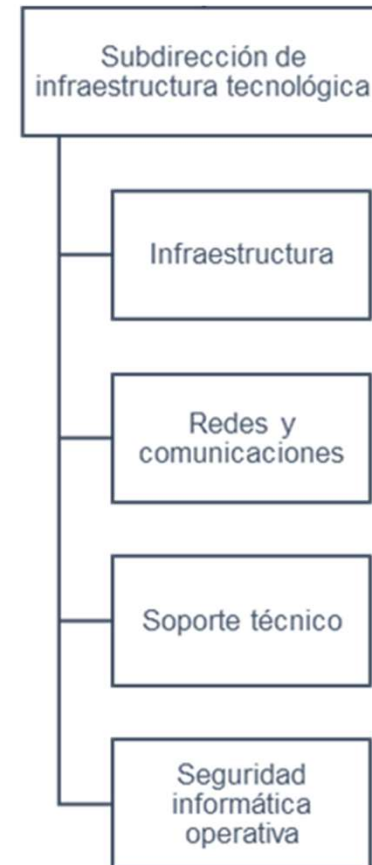 Subdirección de
infraestructura tecnológica
Infraestructura
Redes y
comunicaciones
Soporte técnico
Seguridad
informática
operativa